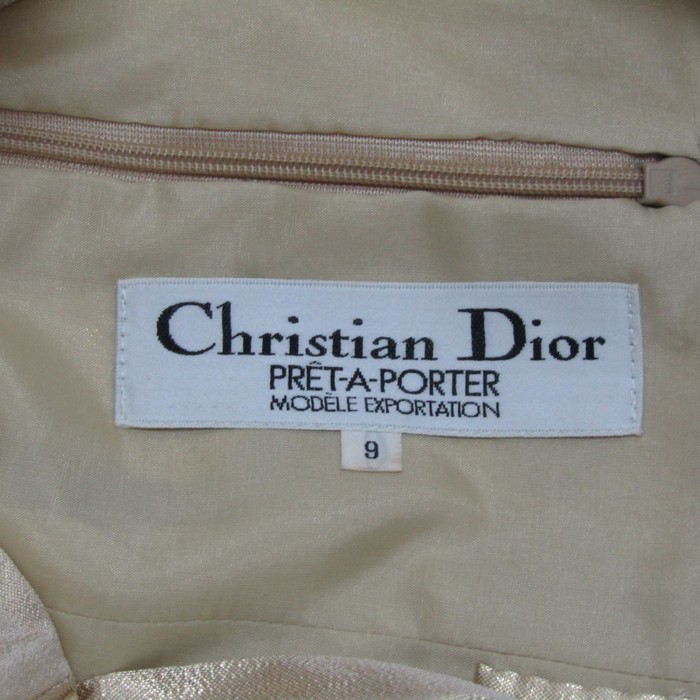 Christian Dior
PRÊT-A-PORTER
MODÈLE EXPORTATION
9